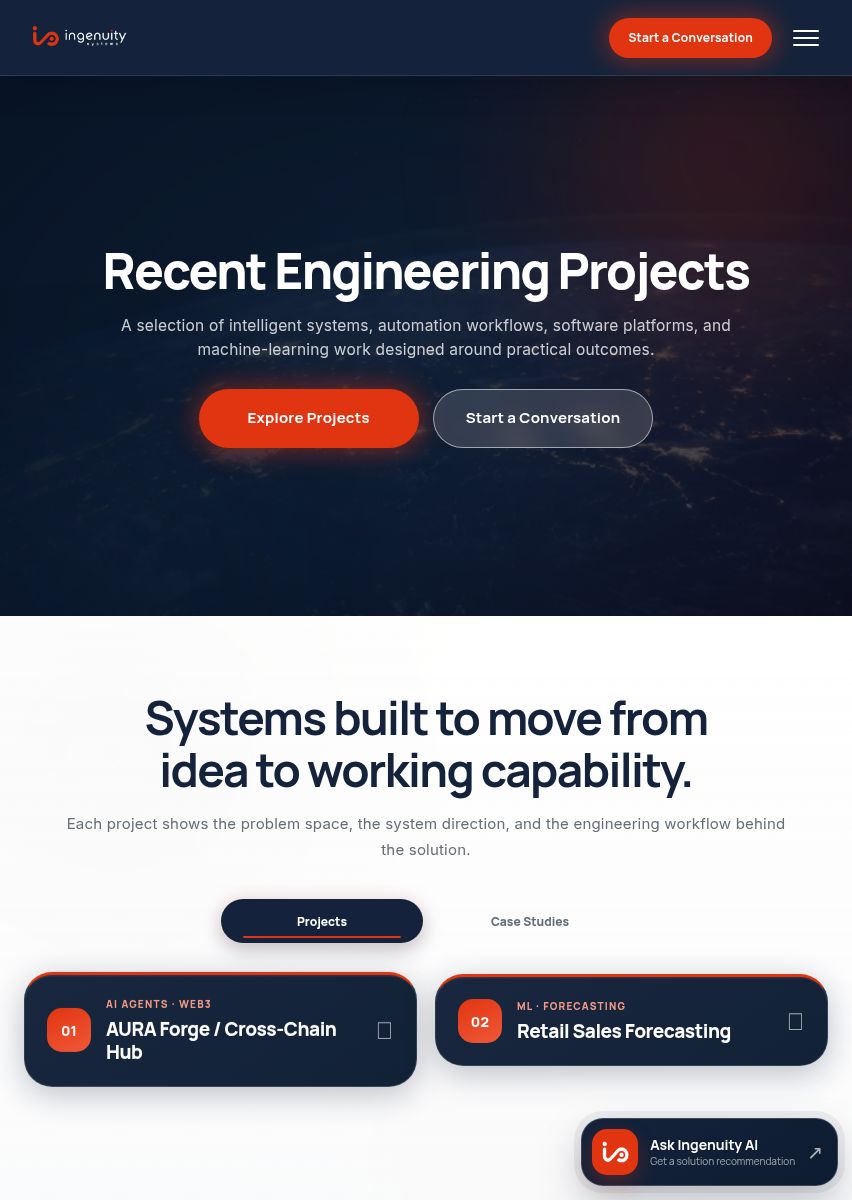 ingenuity
systems
Start a Conversation
Recent Engineering Projects
A selection of intelligent systems, automation workflows, software platforms, and
machine-learning work designed around practical outcomes.
Explore Projects
Start a Conversation
Systems built to move from
idea to working capability.
Each project shows the problem space, the system direction, and the engineering workflow behind
the solution.
Projects
Case Studies
AI AGENTS · WEB3
01
AURA Forge / Cross-Chain
Hub
ML · FORECASTING
02
Retail Sales Forecasting
Ask Ingenuity AI
Get a solution recommendation
↗